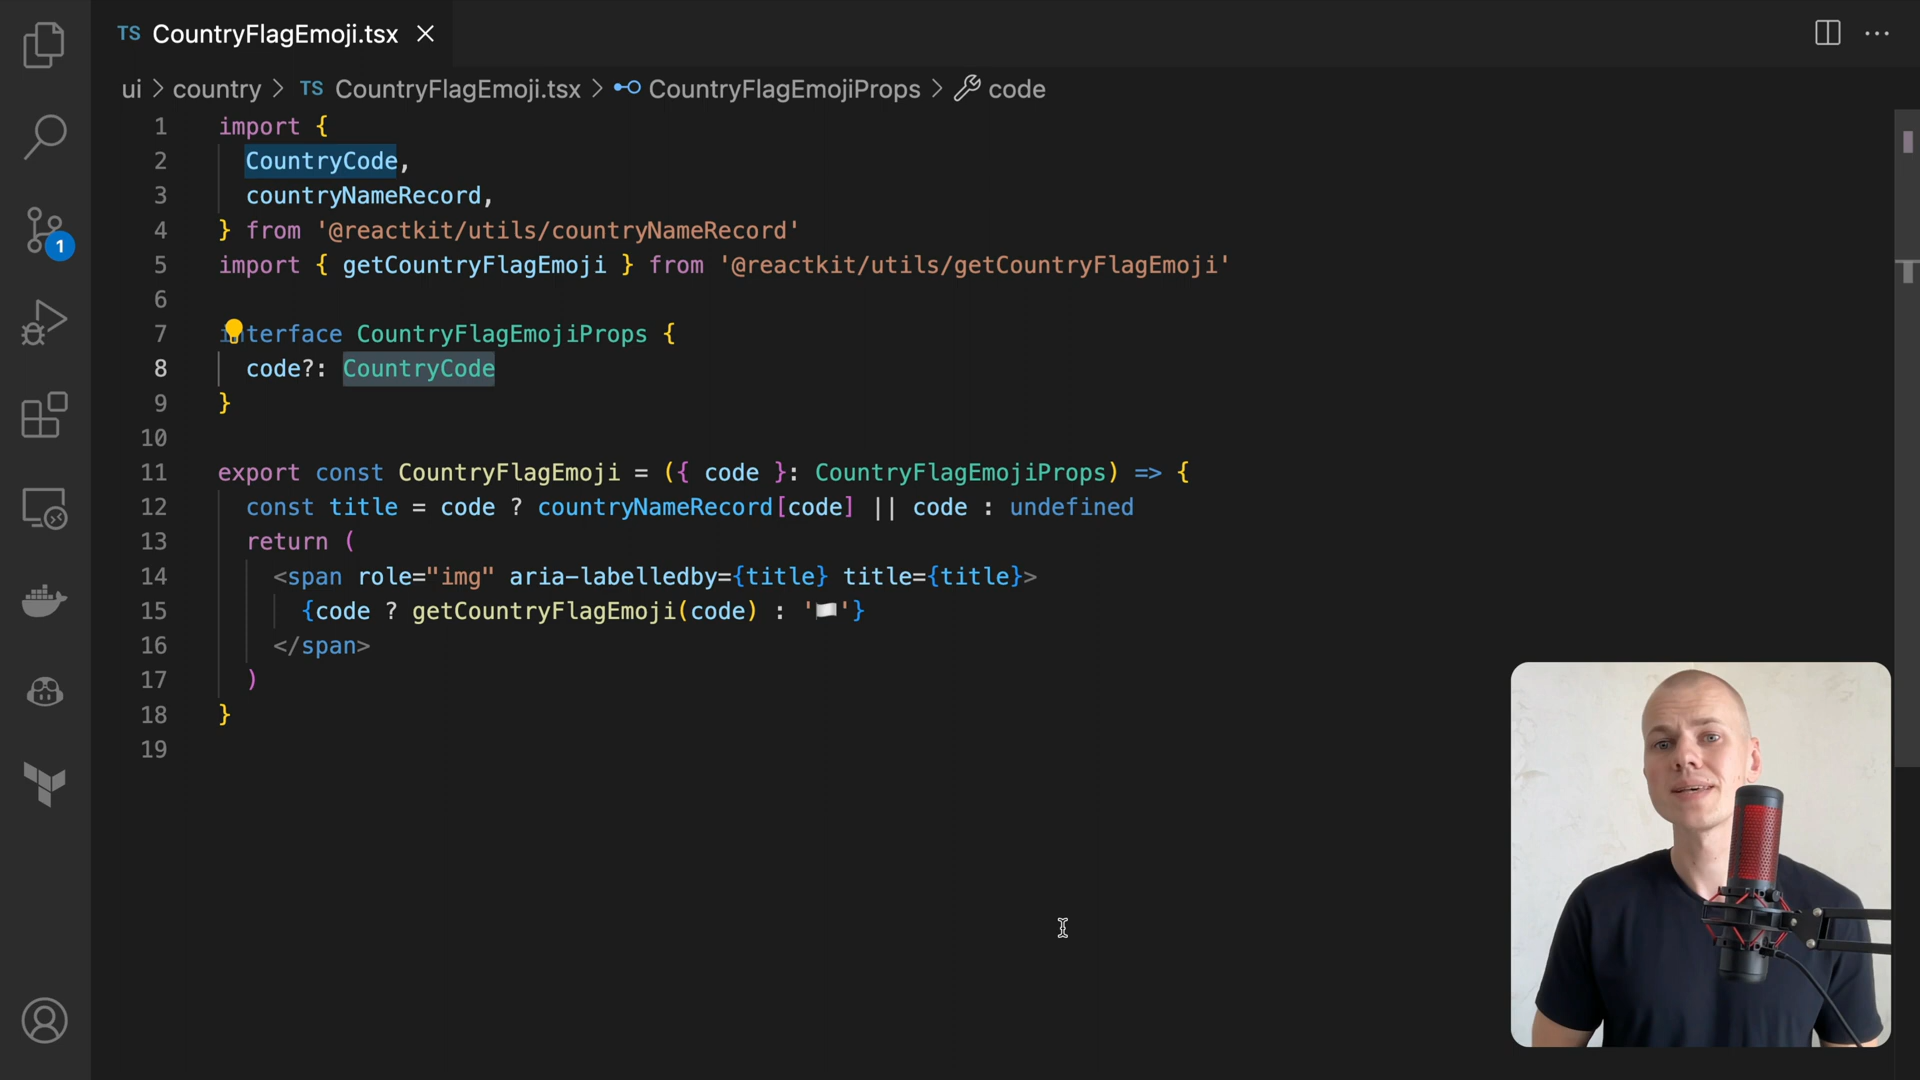 TS CountryFlagEmoji.tsx
ui > country > TS CountryFlagEmoji.tsx > CountryFlagEmojiProps > code
1 import {
2 CountryCode,
3 countryNameRecord,
4 } from '@reactkit/utils/countryNameRecord'
5 import { getCountryFlagEmoji } from '@reactkit/utils/getCountryFlagEmoji'
6
7 interface CountryFlagEmojiProps {
8 code?: CountryCode
9 }
10
11 export const CountryFlagEmoji = ({ code }: CountryFlagEmojiProps) => {
12 const title = code ? countryNameRecord[code] || code : undefined
13 return (
14 <span role="img" aria-labelledby={title} title={title}>
15 {code ? getCountryFlagEmoji(code) : '🏳️'}
16 </span>
17 )
18 }
19
1